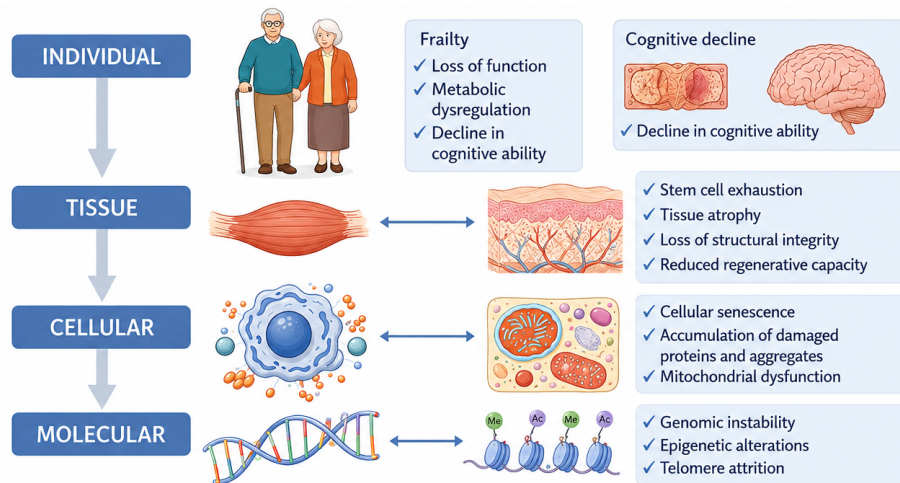 INDIVIDUAL
Frailty
✓ Loss of function
✓ Metabolic
dysregulation
✓ Decline in
cognitive ability
Cognitive decline
✓ Decline in cognitive ability
TISSUE
✓ Stem cell exhaustion
✓ Tissue atrophy
✓ Loss of structural integrity
✓ Reduced regenerative capacity
CELLULAR
✓ Cellular senescence
✓ Accumulation of damaged
proteins and aggregates
✓ Mitochondrial dysfunction
MOLECULAR
Me Ac Me Ac
✓ Genomic instability
✓ Epigenetic alterations
✓ Telomere attrition